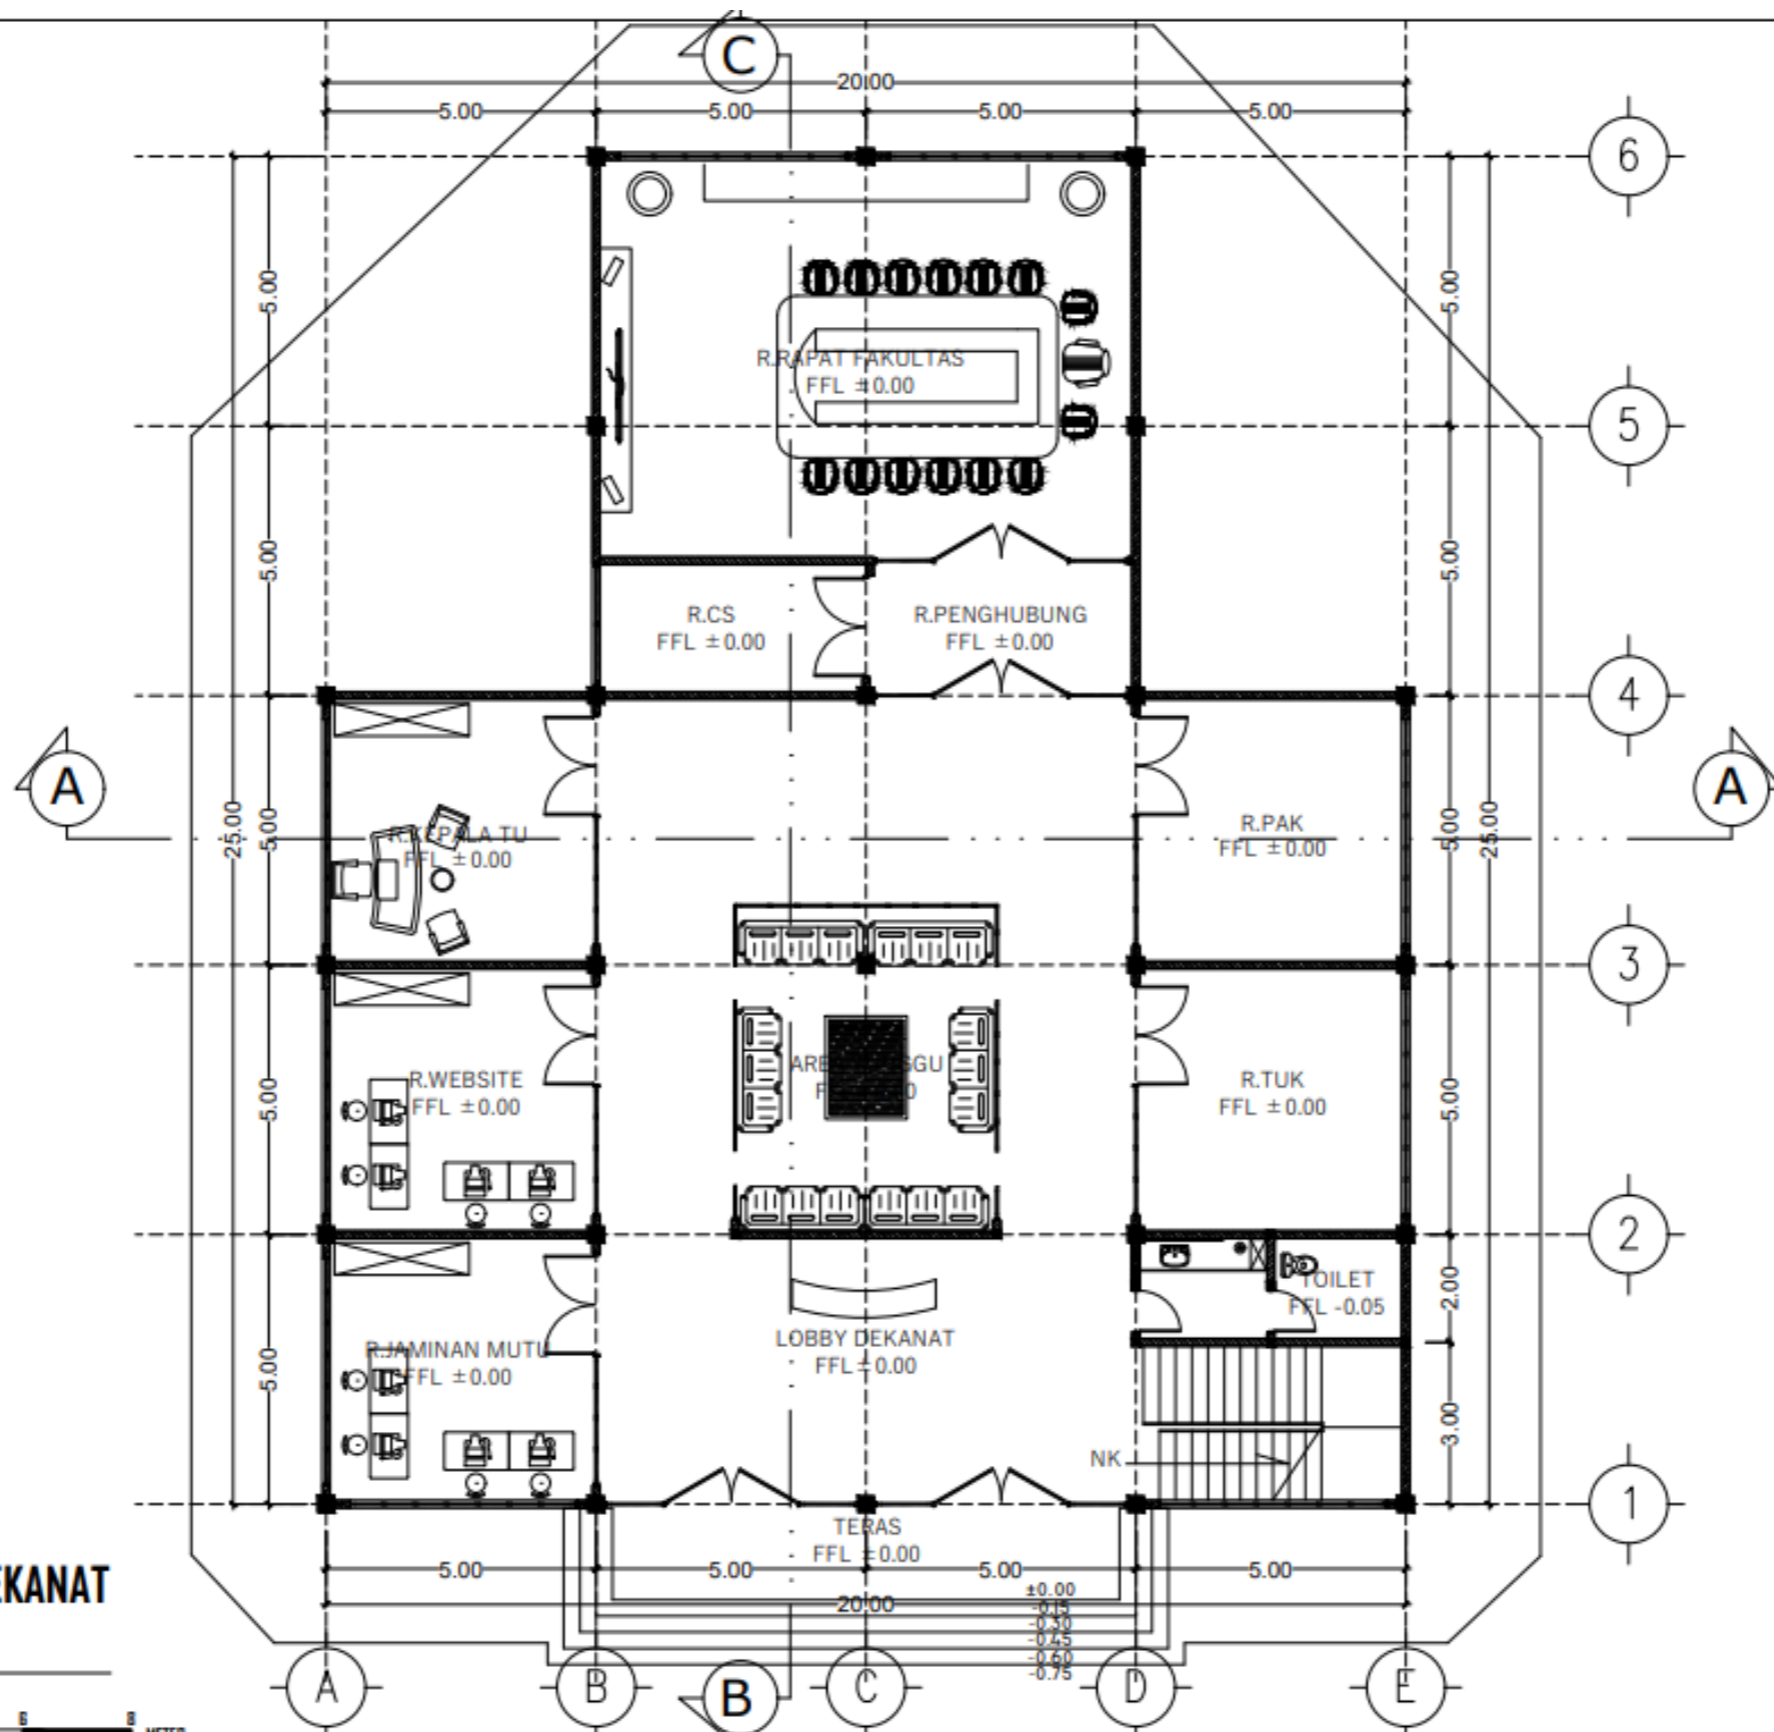 C
20.00
5.00 5.00 5.00 5.00
6
5.00 5.00
R.RAPAT FAKULTAS
FFL ±0.00
5
5.00 5.00
R.CS
FFL ±0.00
R.PENGHUBUNG
FFL ±0.00
4
A A
25.00 5.00 5.00 25.00
R.KEPALA TU
FFL ±0.00
R.PAK
FFL ±0.00
3
R.WEBSITE
FFL ±0.00
R.TUK
FFL ±0.00
5.00 5.00
2
TOILET
FFL -0.05
2.00
LOBBY DEKANAT
FFL ±0.00
R.JAMINAN MUTU
FFL ±0.00
5.00
3.00
NK
1
TERAS
FFL ±0.00
5.00 5.00 5.00 5.00
20.00
±0.00
-0.15
-0.30
-0.45
-0.60
-0.75
EKANAT
A B C D E
B
6 8 METER